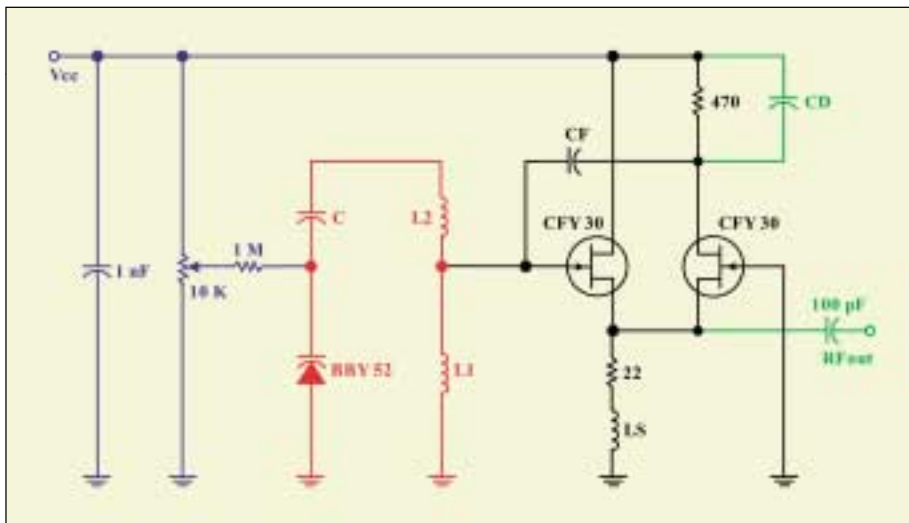 Vcc
470
CD
CF
C
L2
CFY 30
CFY 30
1 M
1 nF
10 K
100 pF
RFout
BBY 52
L1
22
LS